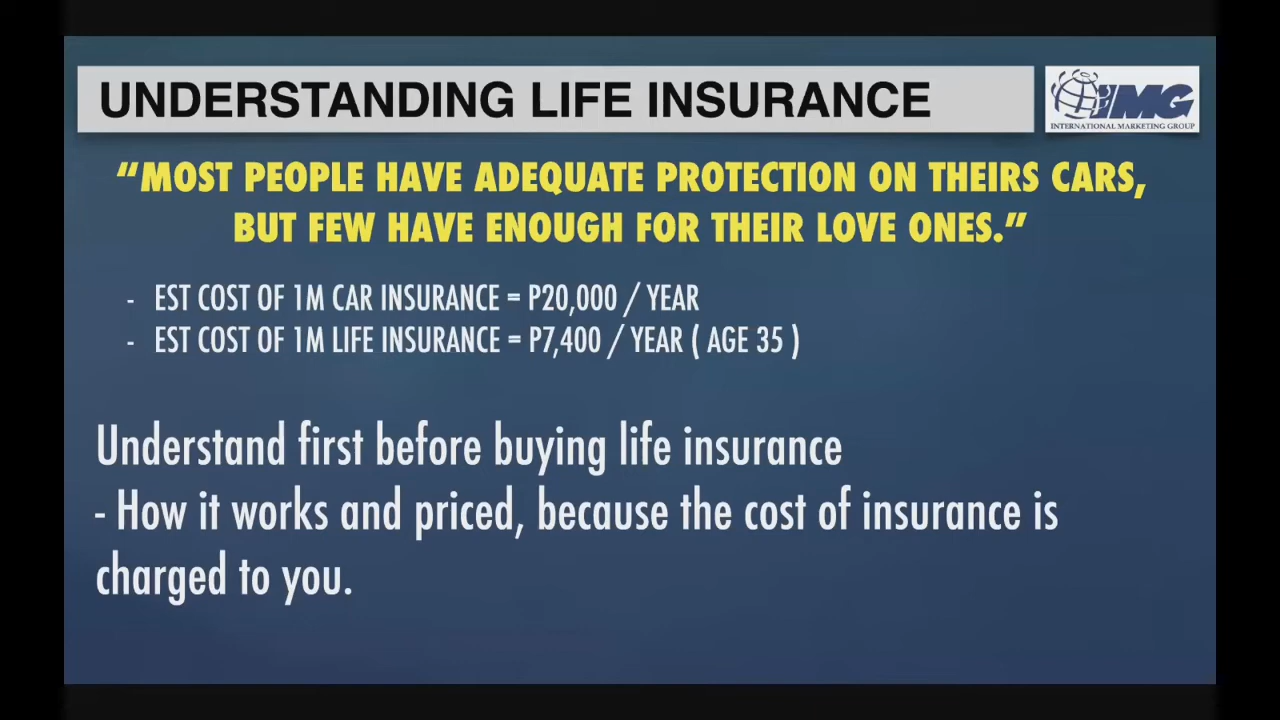 UNDERSTANDING LIFE INSURANCE
IMG
INTERNATIONAL MARKETING GROUP
“MOST PEOPLE HAVE ADEQUATE PROTECTION ON THEIRS CARS,
BUT FEW HAVE ENOUGH FOR THEIR LOVE ONES.”
- EST COST OF 1M CAR INSURANCE = P20,000 / YEAR
- EST COST OF 1M LIFE INSURANCE = P7,400 / YEAR ( AGE 35 )
Understand first before buying life insurance
- How it works and priced, because the cost of insurance is
charged to you.